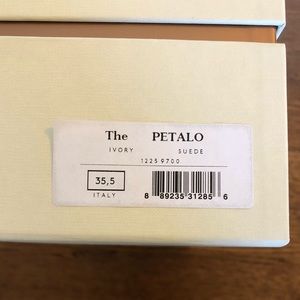 The PETALO
IVORY SUEDE
1225 9700
35,5
ITALY
8 89235 31285 6